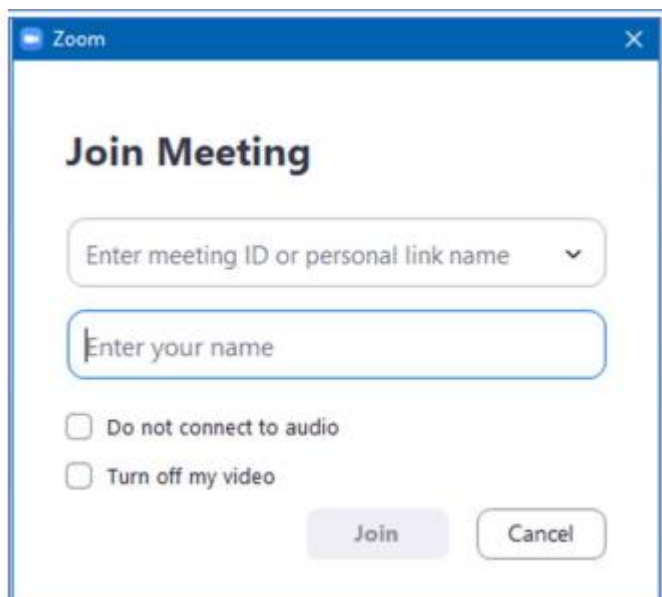 Zoom
Join Meeting
Enter meeting ID or personal link name
Enter your name
Do not connect to audio
Turn off my video
Join Cancel